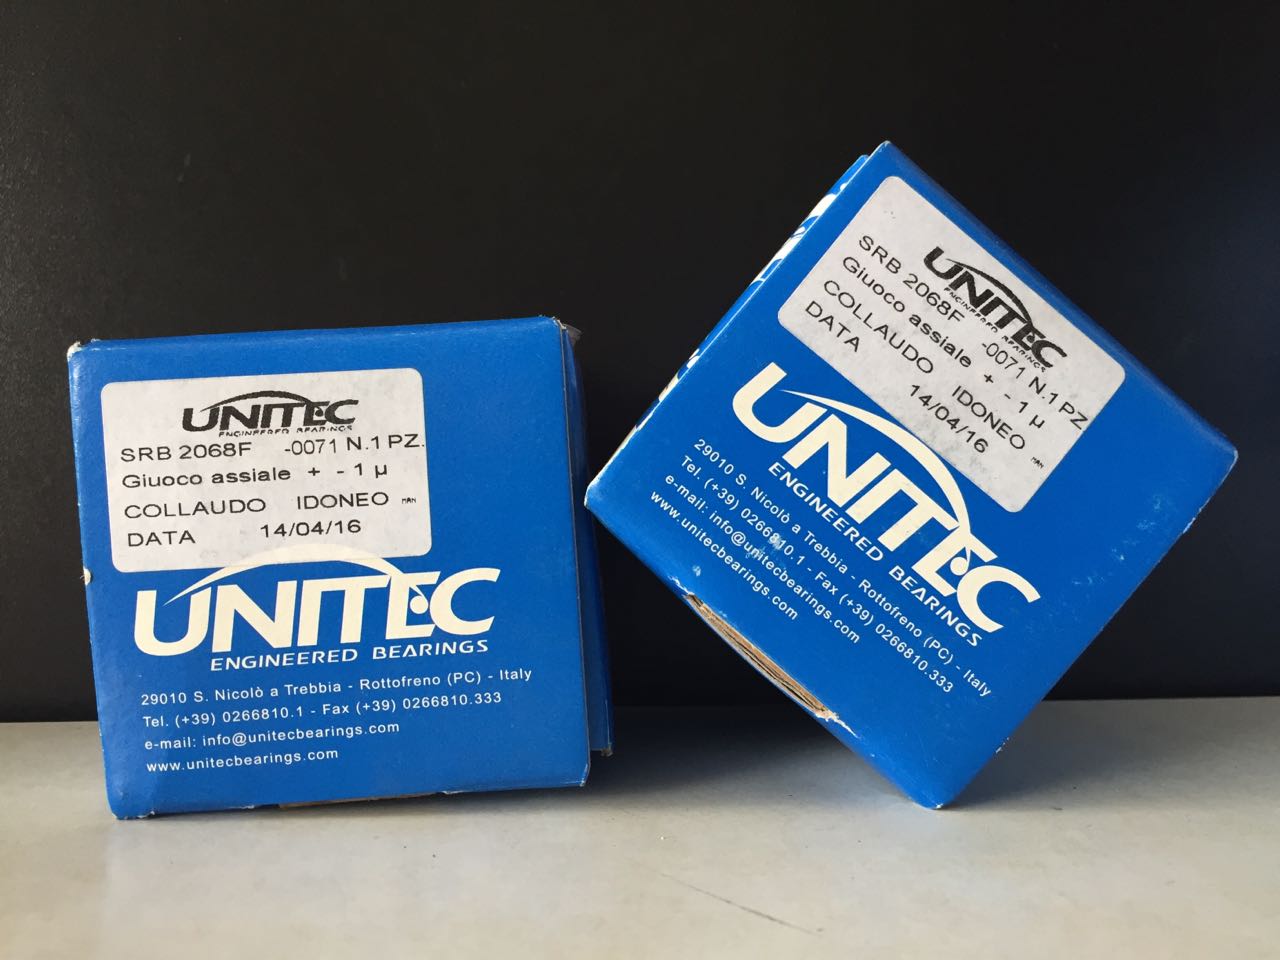 UNITEC
ENGINEERED BEARINGS
SRB 2068F -0071 N.1 PZ.
Giuoco assiale + - 1 µ
COLLAUDO IDONEO MAN
DATA 14/04/16
UNITEC
ENGINEERED BEARINGS
29010 S. Nicolò a Trebbia - Rottofreno (PC) - Italy
Tel. (+39) 0266810.1 - Fax (+39) 0266810.333
e-mail: info@unitecbearings.com
www.unitecbearings.com
UNITEC
ENGINEERED BEARINGS
SRB 2068F -0071 N.1 PZ
Giuoco assiale + - 1 µ
COLLAUDO IDONEO MAN
DATA 14/04/16
UNITEC
ENGINEERED BEARINGS
29010 S. Nicolò a Trebbia - Rottofreno (PC) - Italy
Tel. (+39) 0266810.1 - Fax (+39) 0266810.333
e-mail: info@unitecbearings.com
www.unitecbearings.com